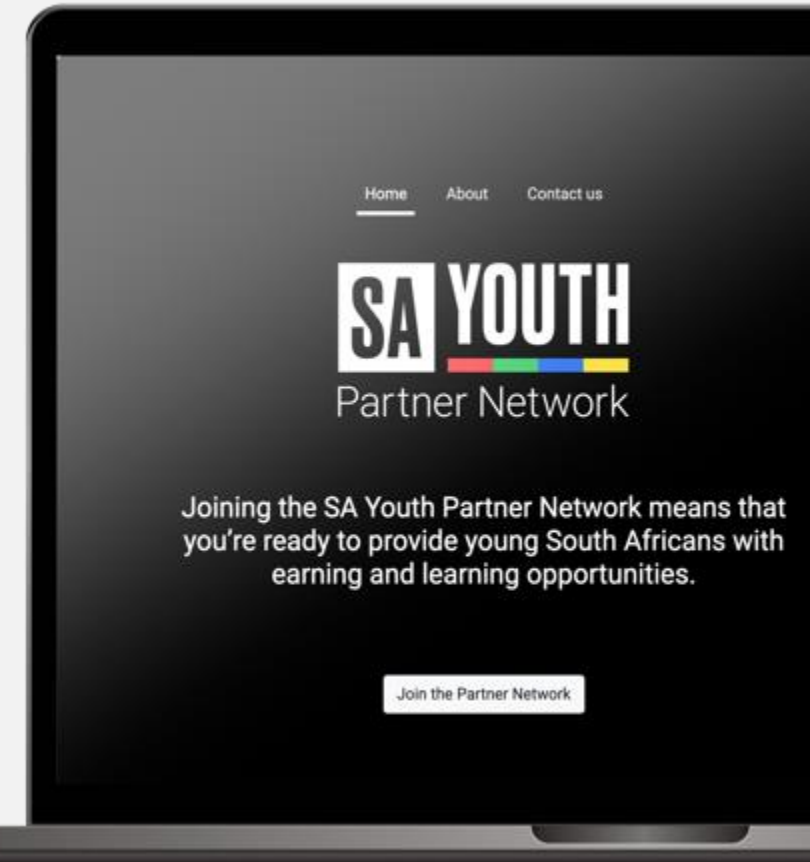 Home About Contact us
SA YOUTH
Partner Network
Joining the SA Youth Partner Network means that
you're ready to provide young South Africans with
earning and learning opportunities.
Join the Partner Network